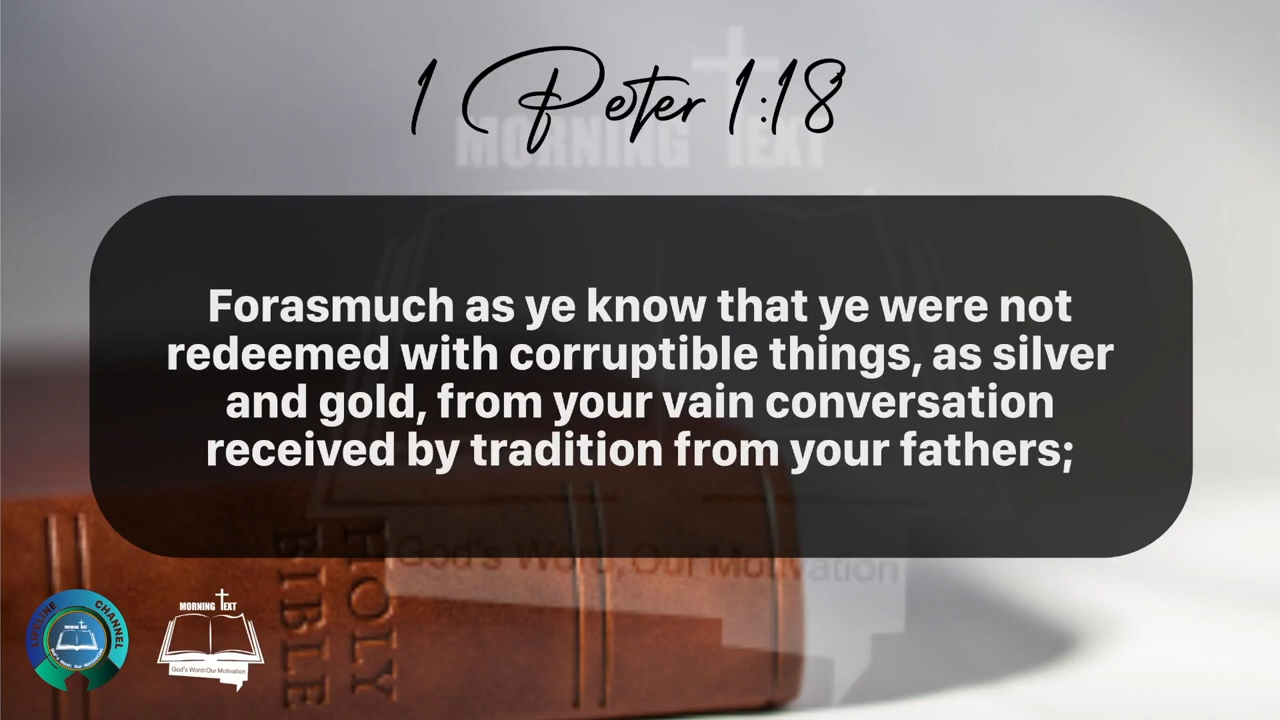 1 Peter 1:18
MORNING TEXT
Forasmuch as ye know that ye were not
redeemed with corruptible things, as silver
and gold, from your vain conversation
received by tradition from your fathers;
God's Word, Our Motivation
HOLY
BIBLE
LIFELINE CHANNEL
MORNING TEXT
God's Word:Our Motivation